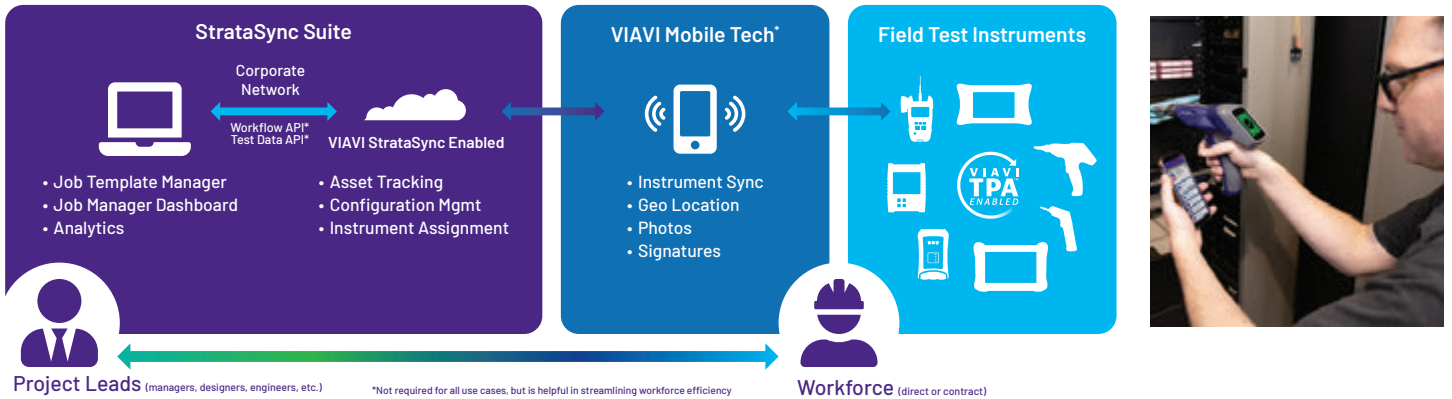 StrataSync Suite
Corporate
Network
Workflow API*
Test Data API*
VIAVI StrataSync Enabled
• Job Template Manager
• Job Manager Dashboard
• Analytics
• Asset Tracking
• Configuration Mgmt
• Instrument Assignment
VIAVI Mobile Tech*
• Instrument Sync
• Geo Location
• Photos
• Signatures
Field Test Instruments
VIAVI
TPA
ENABLED
Project Leads (managers, designers, engineers, etc.)
*Not required for all use cases, but is helpful in streamlining workforce efficiency
Workforce (direct or contract)